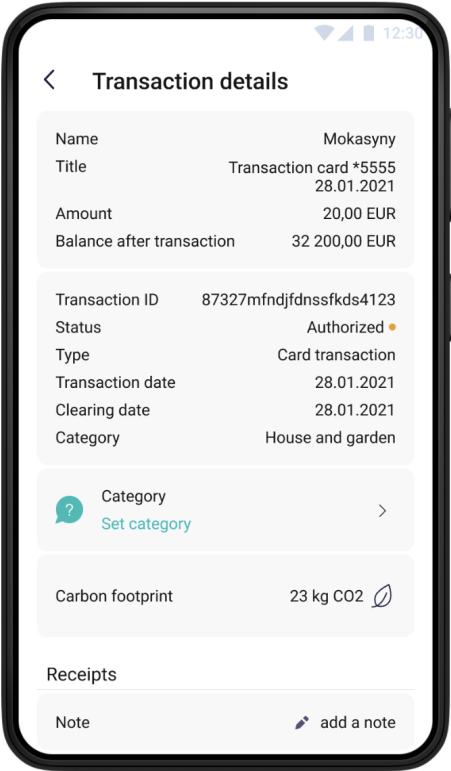 12:30
Transaction details
Name Mokasyny
Title Transaction card *5555
28.01.2021
Amount 20,00 EUR
Balance after transaction 32 200,00 EUR
Transaction ID 87327mfndjfdnssfkds4123
Status Authorized
Type Card transaction
Transaction date 28.01.2021
Clearing date 28.01.2021
Category House and garden
?
Category
Set category
Carbon footprint 23 kg CO2
Receipts
Note add a note